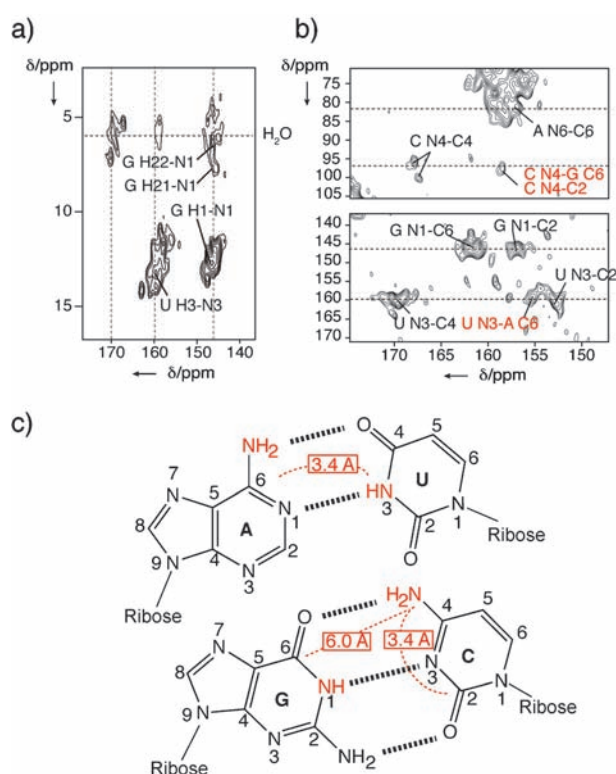 a)
δ/ppm
5
10
15
170 160 150 140
δ/ppm
H₂O
G H22-N1
G H21-N1
G H1-N1
U H3-N3
b)
δ/ppm
75
80
85
90
95
100
105
A N6-C6
C N4-C4
C N4-G C6
C N4-C2
145
150
155
160
165
170
G N1-C6
G N1-C2
U N3-C2
U N3-C4
U N3-A C6
170 165 160 155 150
δ/ppm
c)
NH₂
O
4
5
6
3.4 A
7
6
5
N
1
N
HN
3
U
6
8
A
2
N
1
N
9
4
N
3
2
O
Ribose
Ribose
O
H₂N
4
5
6
6.0 A
3.4 A
7
N
6
5
8
G
NH
1
N
3
C
N
1
9
N
4
N
3
2
NH₂
2
O
Ribose
Ribose